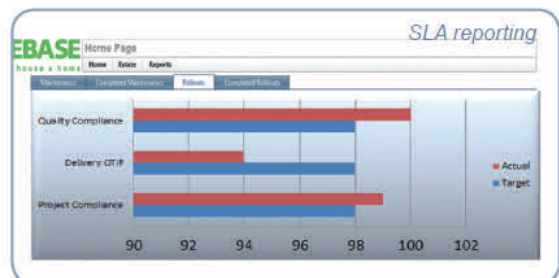 SLA reporting
EBASE Home Page
house a home
Home Estate Reports
Maintenance Completed Maintenance Rollouts Completed Rollouts
Quality Compliance
Delivery OTIF
Project Compliance
Actual
Target
90 92 94 96 98 100 102